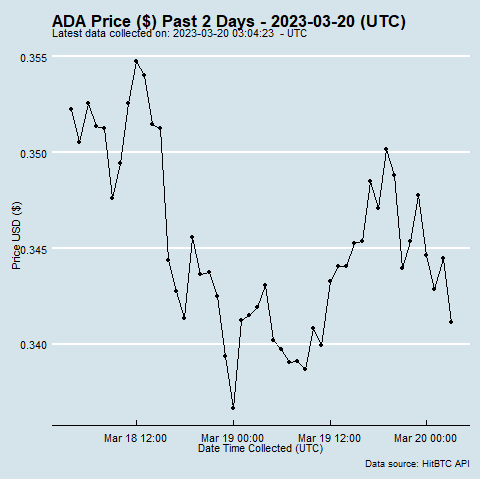 ADA Price ($) Past 2 Days - 2023-03-20 (UTC)
Latest data collected on: 2023-03-20 03:04:23  - UTC
0.355
0.350
0.345
0.340
Price USD ($)
Mar 18 12:00
Mar 19 00:00
Mar 19 12:00
Mar 20 00:00
Date Time Collected (UTC)
Data source: HitBTC API